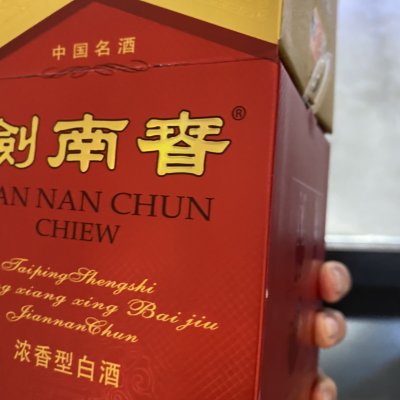 中国名酒
劍南春®
AN NAN CHUN
CHIEW
TaipingShengshi
g xiang xing Bai jiu
JiannanChun
浓香型白酒